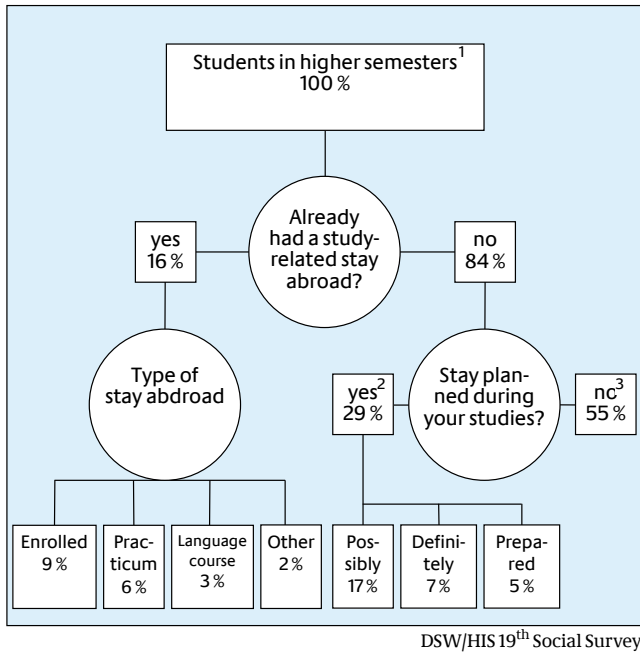 Students in higher semesters¹
100 %
Already
had a study-
related stay
abroad?
yes
16 %
no
84 %
Type of
stay abdroad
Stay plan-
ned during
your studies?
yes²
29 %
no³
55 %
Enrolled
9 %
Prac-
ticum
6 %
Language
course
3 %
Other
2 %
Pos-
sibly
17 %
Defini-
tely
7 %
Prepa-
red
5 %
DSW/HIS 19th Social Survey